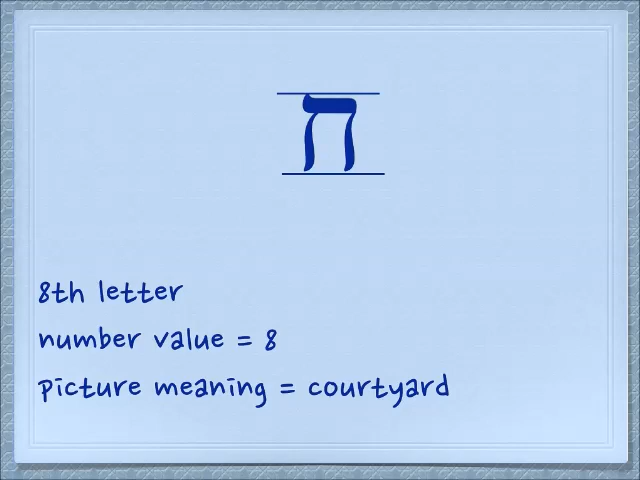 ח
8th letter
number value = 8
picture meaning = courtyard